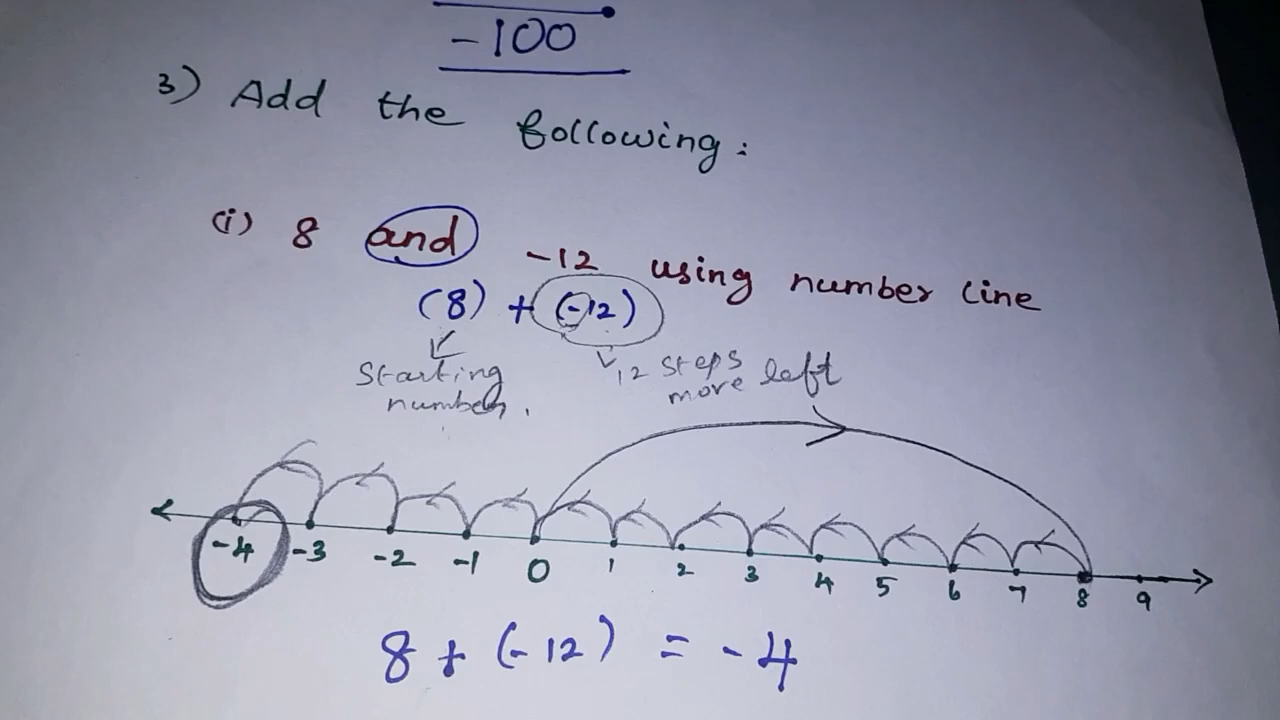 -100
3) Add the following:
(i) 8 and -12 using number line
(8) + (-12)
Starting number.
12 steps more left
-4 -3 -2 -1 0 1 2 3 4 5 6 7 8 9
8 + (-12) = -4